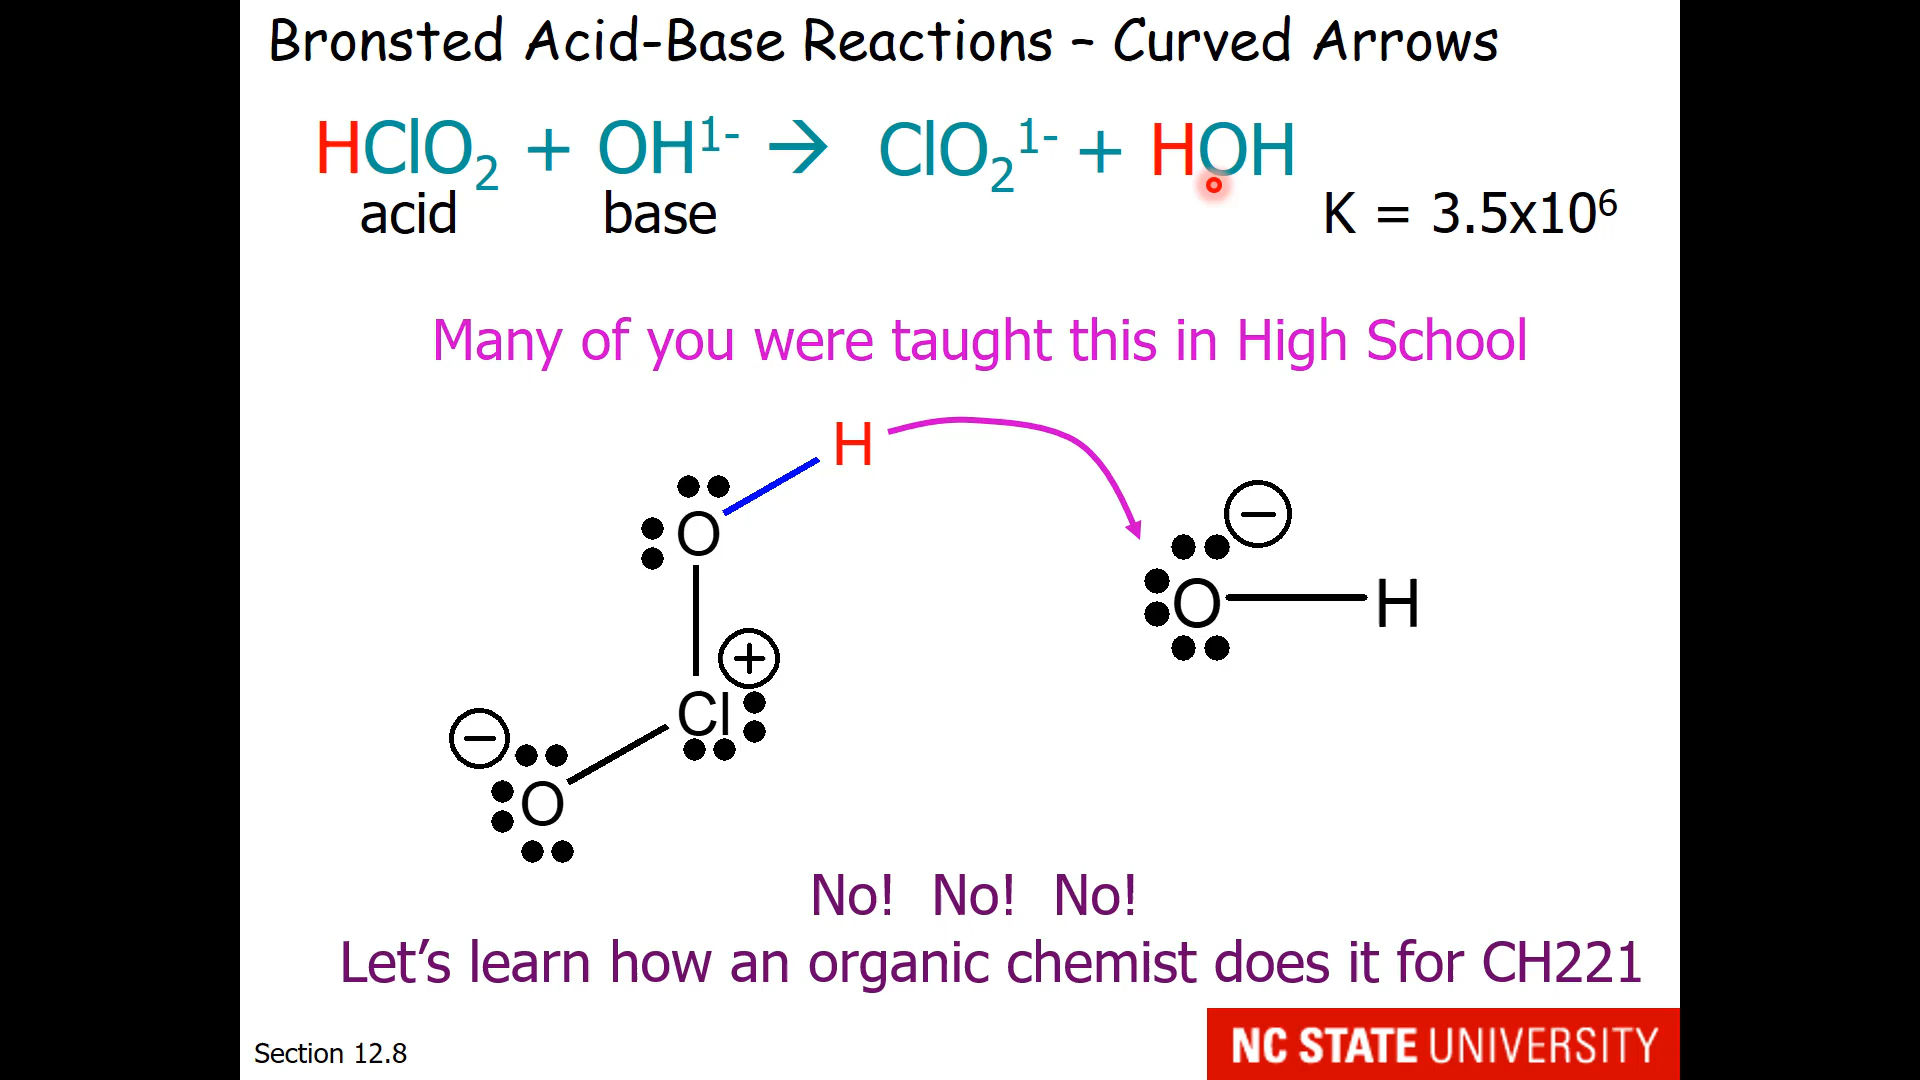 Bronsted Acid-Base Reactions – Curved Arrows
HClO₂ + OH¹⁻ → ClO₂¹⁻ + HOH
acid base K = 3.5x10⁶
Many of you were taught this in High School
H
O
O H
Cl
O
No! No! No!
Let’s learn how an organic chemist does it for CH221
Section 12.8
NC STATE UNIVERSITY